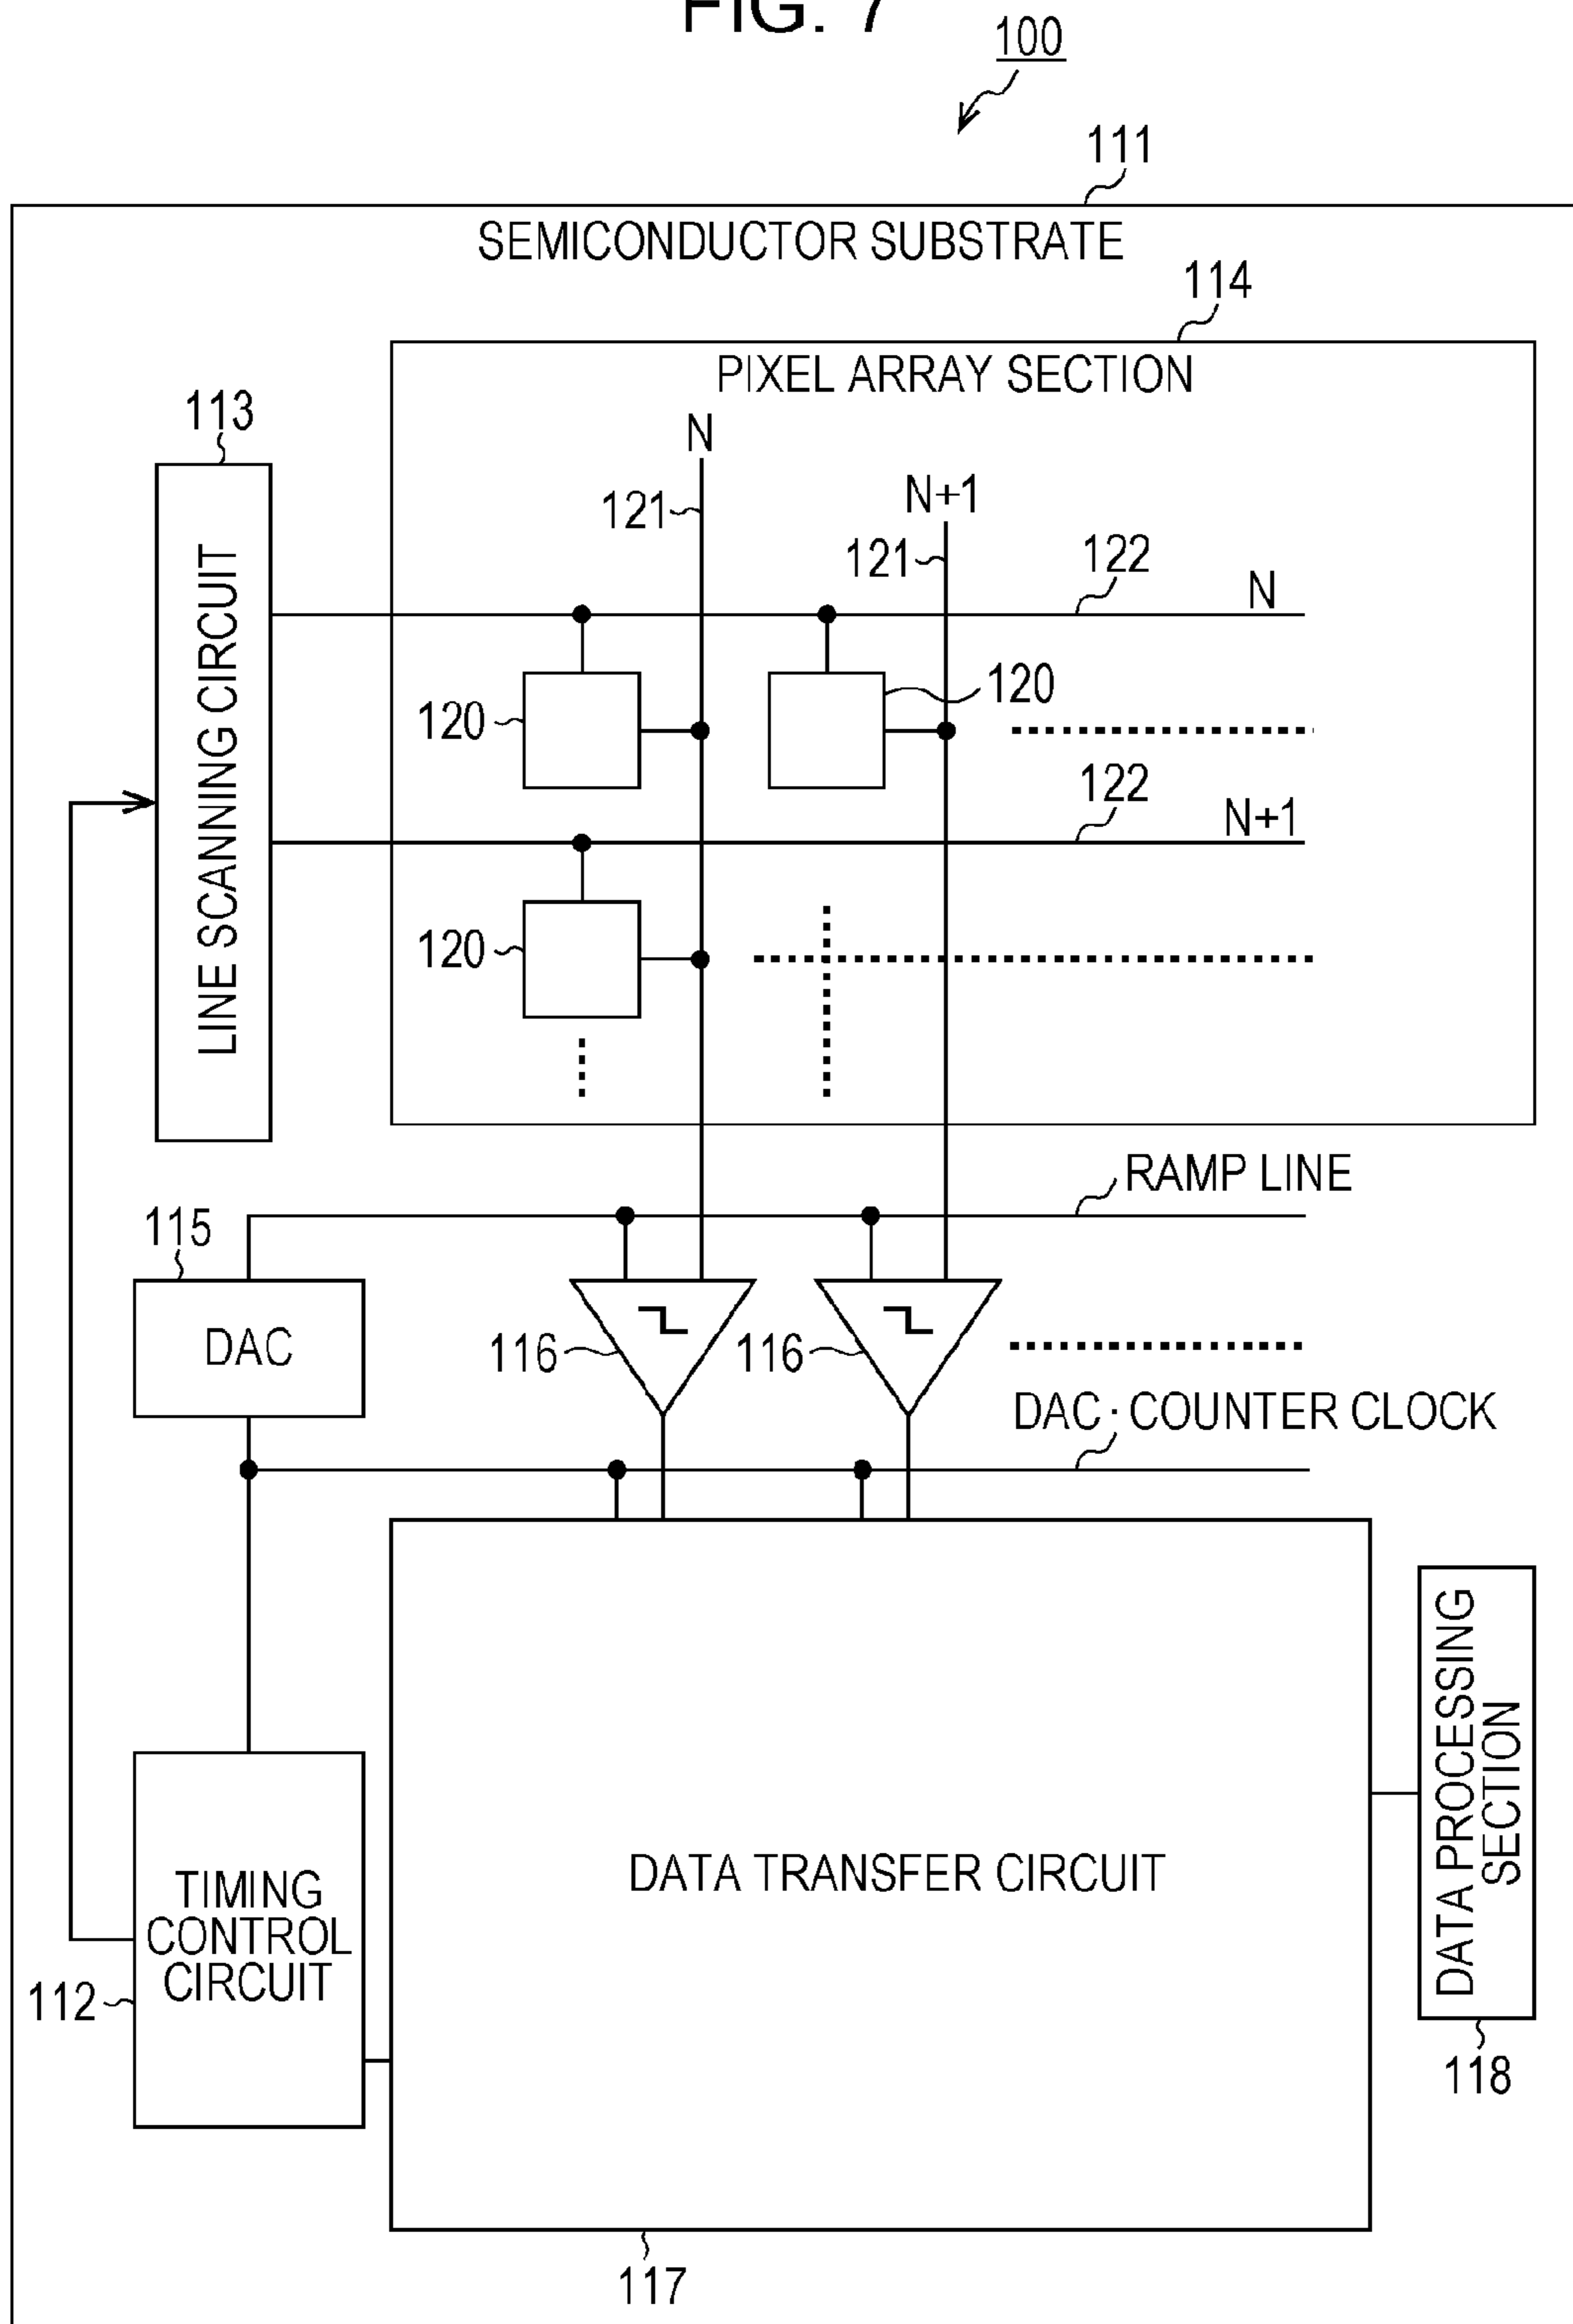 FIG. 7
100
111
SEMICONDUCTOR SUBSTRATE
114
PIXEL ARRAY SECTION
113
N
N+1
121
121
122
N
LINE SCANNING CIRCUIT
120
120
122
N+1
120
RAMP LINE
115
DAC
116
116
DAC · COUNTER CLOCK
DATA PROCESSING
SECTION
DATA TRANSFER CIRCUIT
TIMING
CONTROL
CIRCUIT
112
118
117